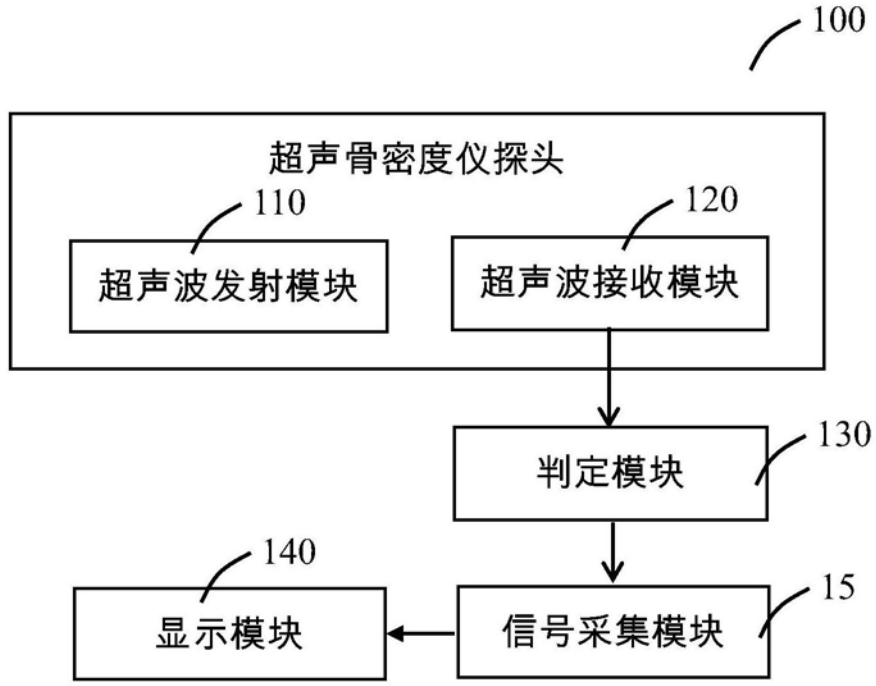 100
超声骨密度仪探头
110
120
超声波发射模块
超声波接收模块
130
判定模块
140
15
显示模块
信号采集模块